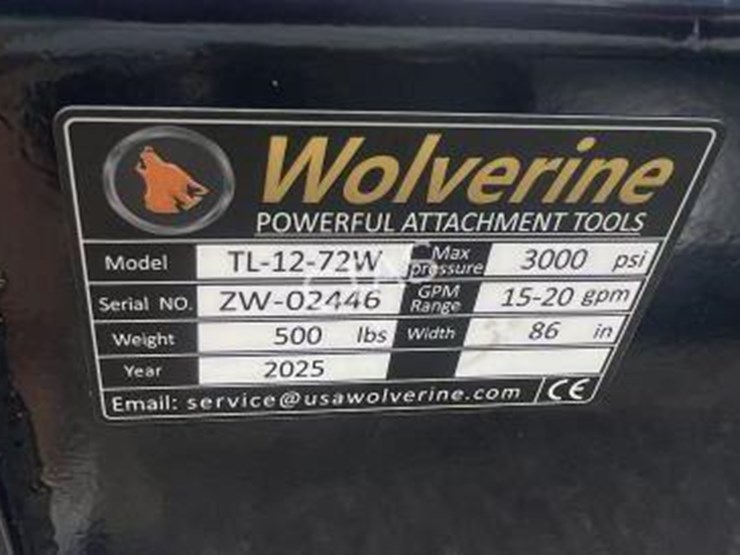 Wolverine
POWERFUL ATTACHMENT TOOLS
Model TL-12-72W Max pressure 3000 psi
Serial NO. ZW-02446 GPM Range 15-20 gpm
Weight 500 lbs Width 86 in
Year 2025
Email: service@usawolverine.com CE